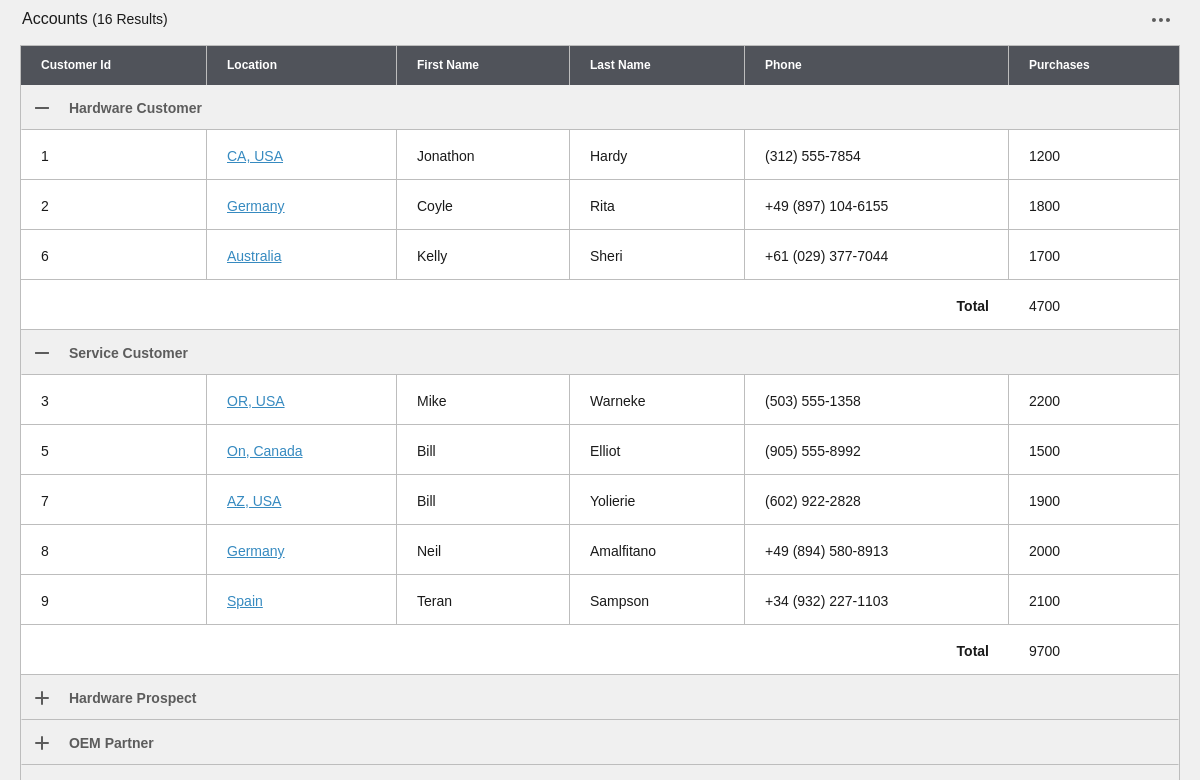 Accounts (16 Results)
Customer Id Location First Name Last Name Phone Purchases
Hardware Customer
1 CA, USA Jonathon Hardy (312) 555-7854 1200
2 Germany Coyle Rita +49 (897) 104-6155 1800
6 Australia Kelly Sheri +61 (029) 377-7044 1700
Total 4700
Service Customer
3 OR, USA Mike Warneke (503) 555-1358 2200
5 On, Canada Bill Elliot (905) 555-8992 1500
7 AZ, USA Bill Yolierie (602) 922-2828 1900
8 Germany Neil Amalfitano +49 (894) 580-8913 2000
9 Spain Teran Sampson +34 (932) 227-1103 2100
Total 9700
Hardware Prospect
OEM Partner